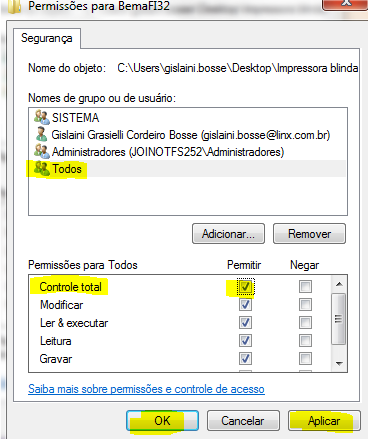 Permissões para BemaFI32
Segurança
Nome do objeto: C:\Users\gislaini.bosse\Desktop\Impressora blinda
Nomes de grupo ou de usuário:
SISTEMA
Gislaini Grasielli Cordeiro Bosse (gislaini.bosse@linx.com.br)
Administradores (JOINOTFS252\Administradores)
Todos
Adicionar... Remover
Permissões para Todos Permitir Negar
Controle total
Modificar
Ler & executar
Leitura
Gravar
Saiba mais sobre permissões e controle de acesso
OK Cancelar Aplicar